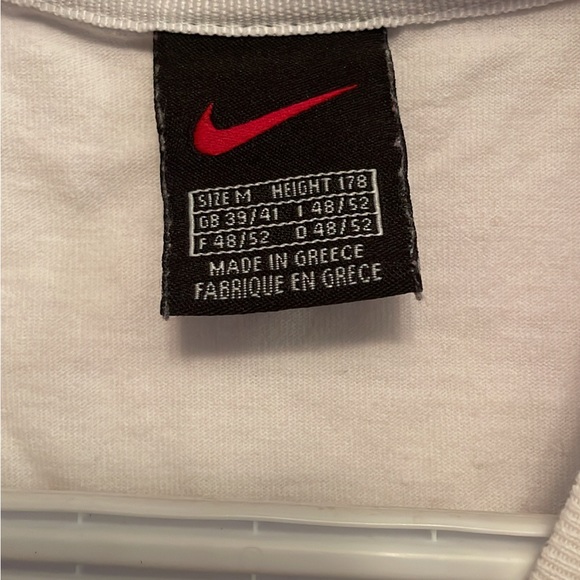 SIZE M HEIGHT 178
GB 39/41 I 48/52
F 48/52 D 48/52
MADE IN GREECE
FABRIQUE EN GRECE